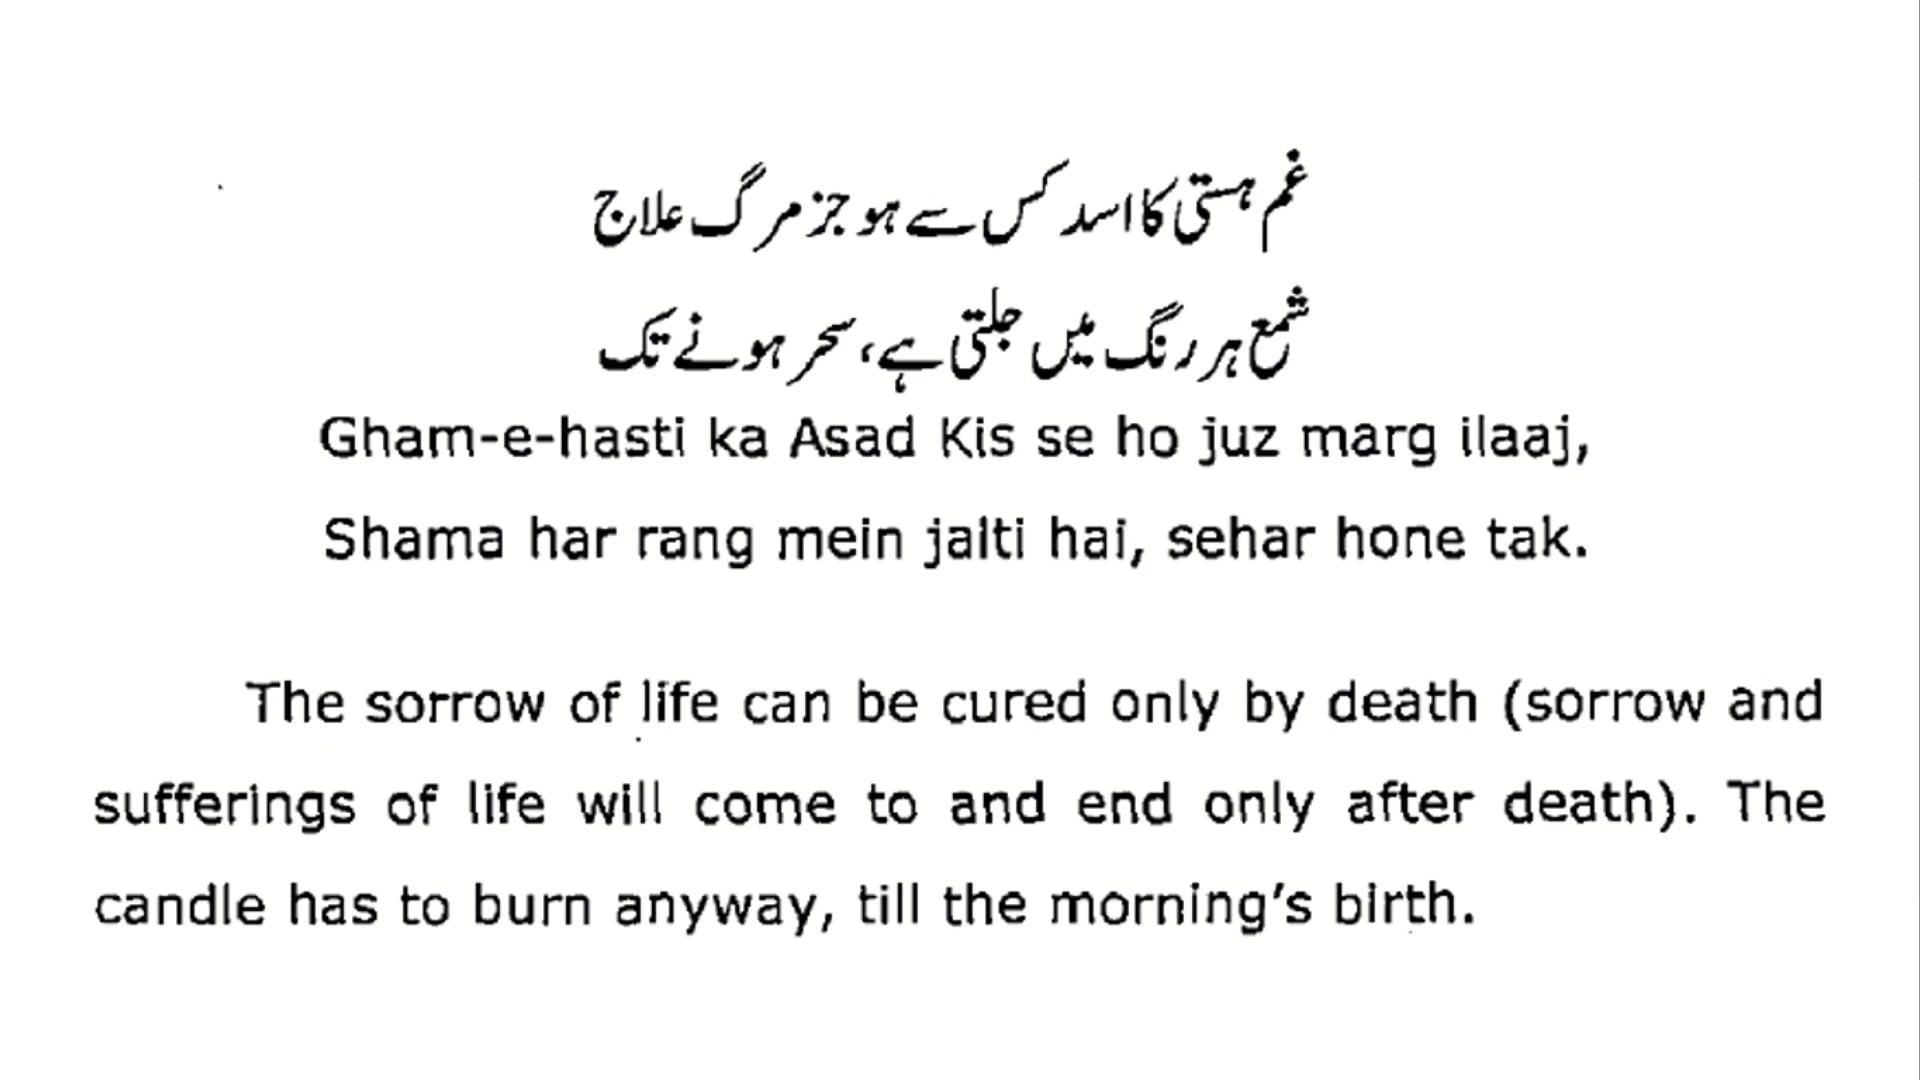 غم ہستی کا اسد کس سے ہو جز مرگ علاج
شمع ہر رنگ میں جلتی ہے، سحر ہونے تک
Gham-e-hasti ka Asad Kis se ho juz marg ilaaj,
Shama har rang mein jalti hai, sehar hone tak.
The sorrow of life can be cured only by death (sorrow and
sufferings of life will come to and end only after death). The
candle has to burn anyway, till the morning's birth.